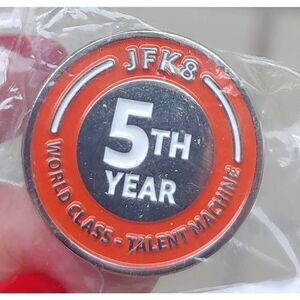 JFK8
5TH
YEAR
WORLD CLASS - TALENT MACHINE